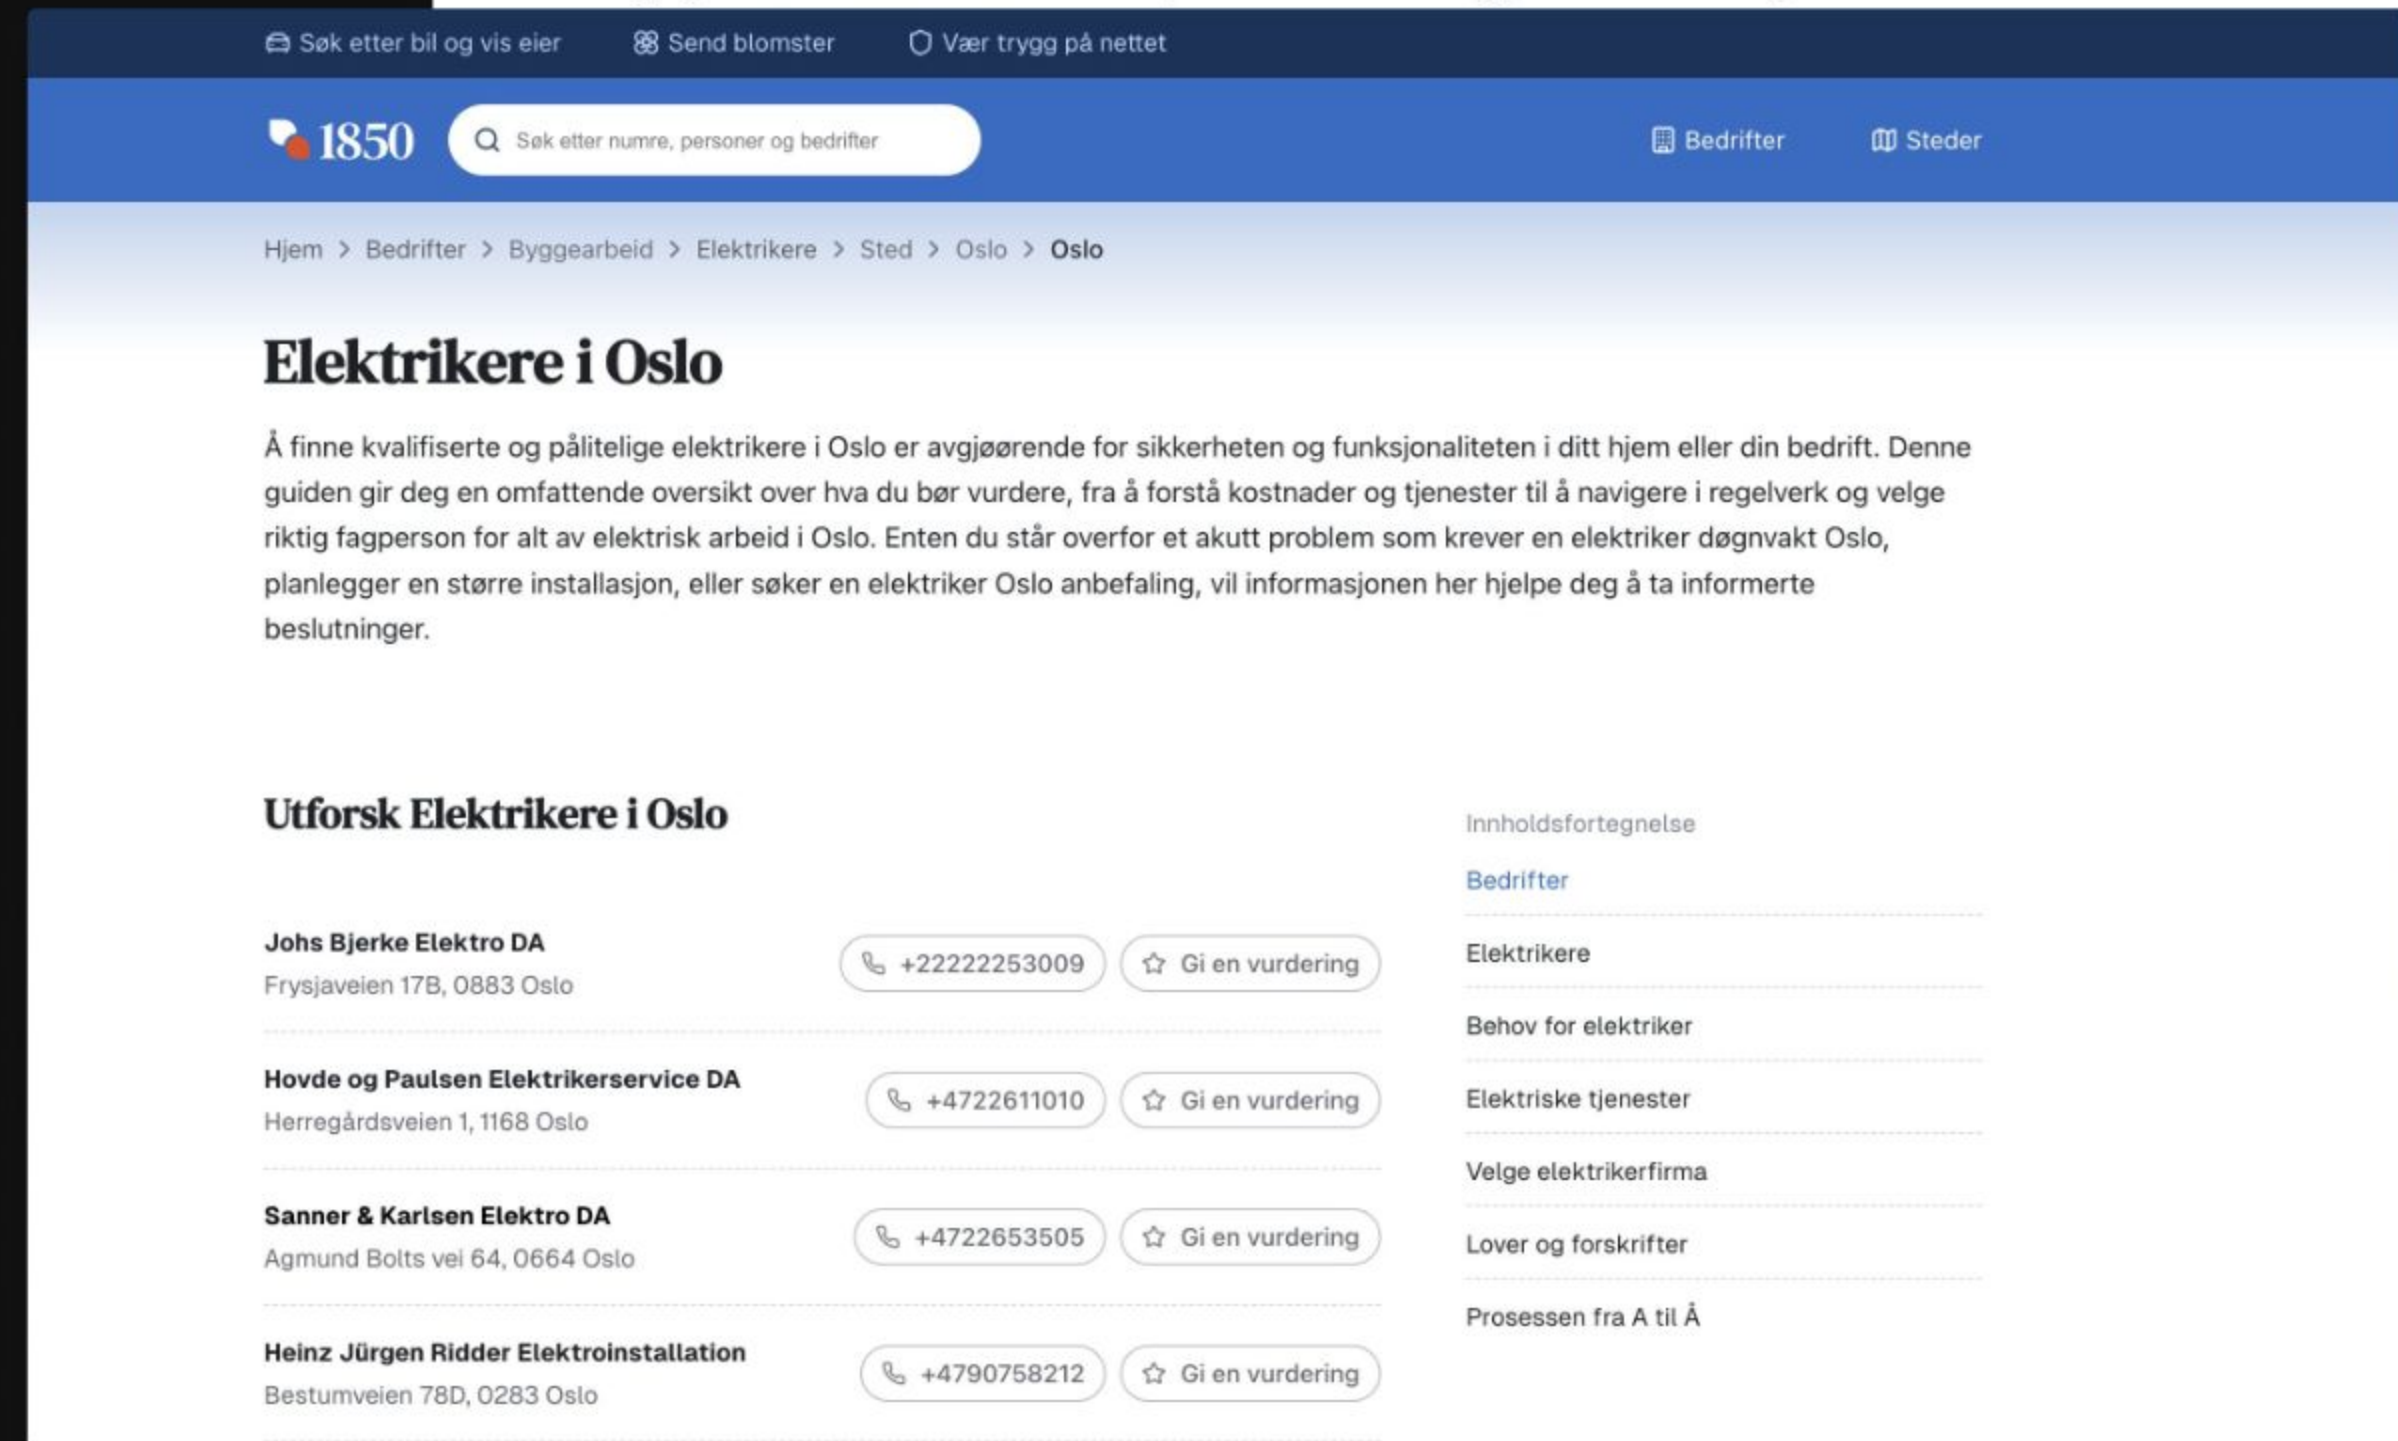 Søk etter bil og vis eier
Send blomster
Vær trygg på nettet
1850
Søk etter numre, personer og bedrifter
Bedrifter
Steder
Hjem > Bedrifter > Byggearbeid > Elektrikere > Sted > Oslo > Oslo
Elektrikere i Oslo
Å finne kvalifiserte og pålitelige elektrikere i Oslo er avgjøørende for sikkerheten og funksjonaliteten i ditt hjem eller din bedrift. Denne
guiden gir deg en omfattende oversikt over hva du bør vurdere, fra å forstå kostnader og tjenester til å navigere i regelverk og velge
riktig fagperson for alt av elektrisk arbeid i Oslo. Enten du står overfor et akutt problem som krever en elektriker døgnvakt Oslo,
planlegger en større installasjon, eller søker en elektriker Oslo anbefaling, vil informasjonen her hjelpe deg å ta informerte
beslutninger.
Utforsk Elektrikere i Oslo
Johs Bjerke Elektro DA
Frysjaveien 17B, 0883 Oslo
+22222253009
Gi en vurdering
Hovde og Paulsen Elektrikerservice DA
Herregårdsveien 1, 1168 Oslo
+4722611010
Gi en vurdering
Sanner & Karlsen Elektro DA
Agmund Bolts vei 64, 0664 Oslo
+4722653505
Gi en vurdering
Heinz Jürgen Ridder Elektroinstallation
Bestumveien 78D, 0283 Oslo
+4790758212
Gi en vurdering
Innholdsfortegnelse
Bedrifter
Elektrikere
Behov for elektriker
Elektriske tjenester
Velge elektrikerfirma
Lover og forskrifter
Prosessen fra A til Å